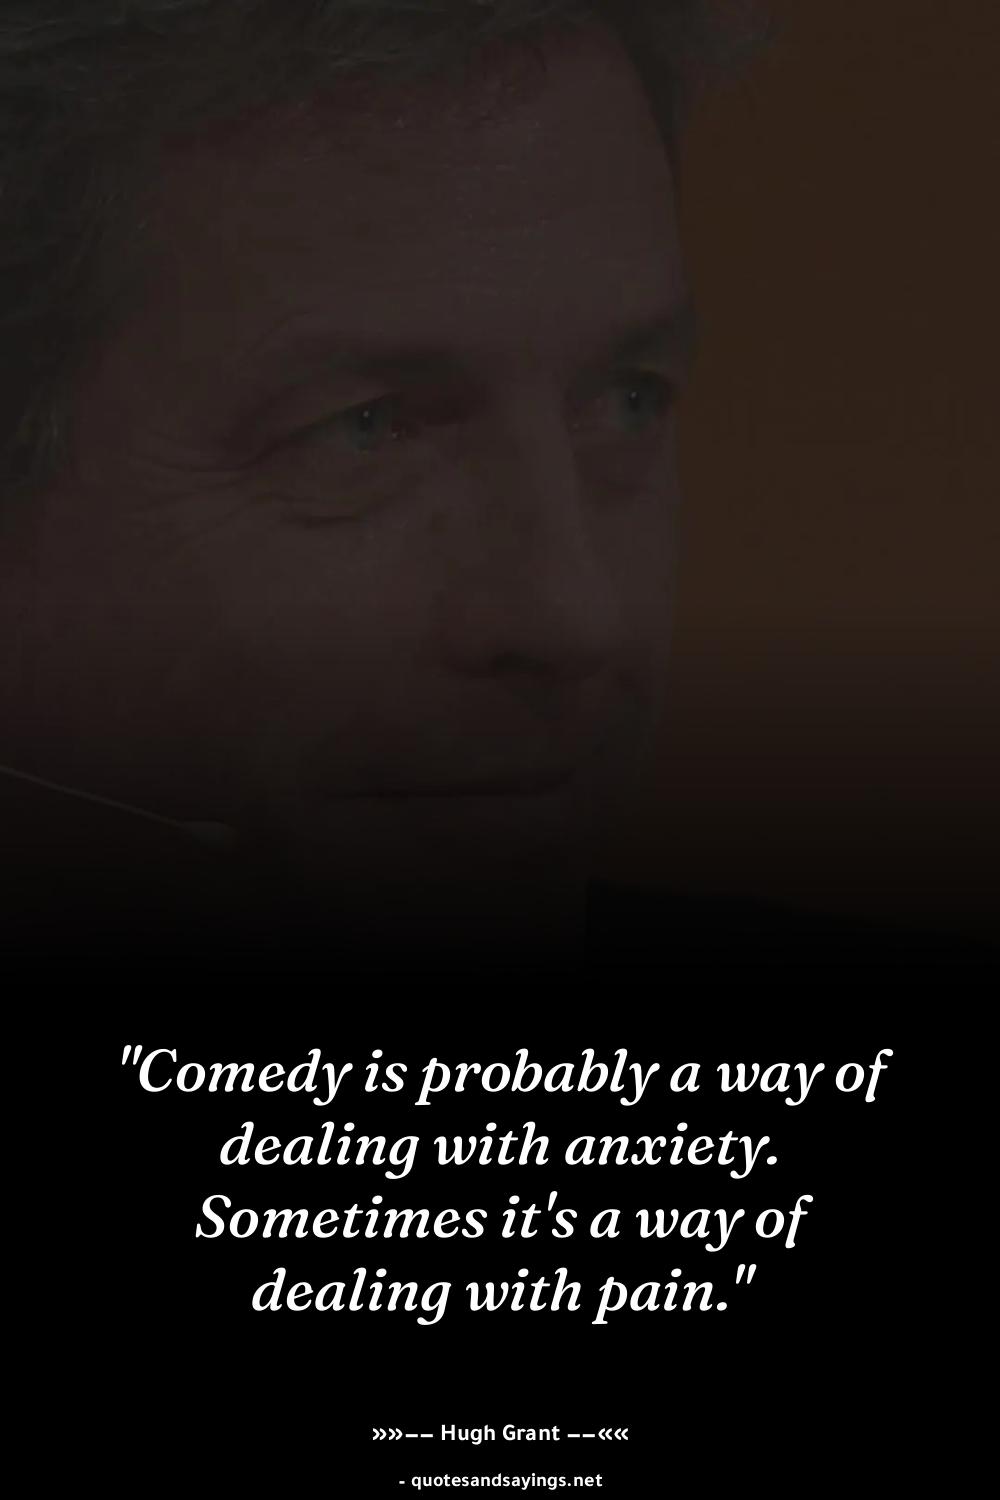 "Comedy is probably a way of
dealing with anxiety.
Sometimes it's a way of
dealing with pain."
»»–– Hugh Grant ––««
- quotesandsayings.net